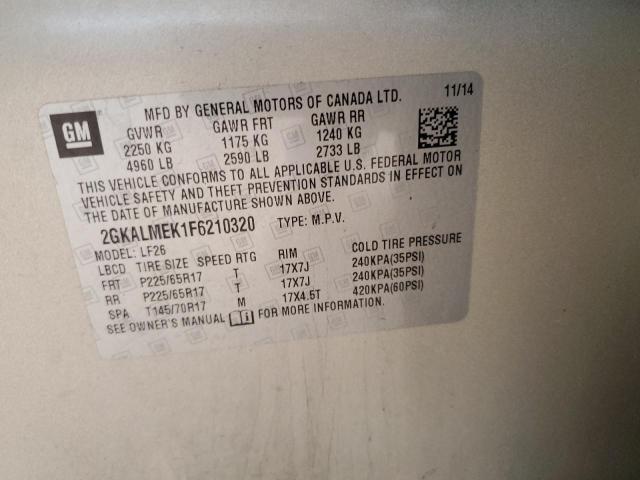 11/14
MFD BY GENERAL MOTORS OF CANADA LTD.
GM
GVWR GAWR FRT GAWR RR
2250 KG 1175 KG 1240 KG
4960 LB 2590 LB 2733 LB
THIS VEHICLE CONFORMS TO ALL APPLICABLE U.S. FEDERAL MOTOR
VEHICLE SAFETY AND THEFT PREVENTION STANDARDS IN EFFECT ON
THE DATE OF MANUFACTURE SHOWN ABOVE.
2GKALMEK1F6210320 TYPE: M.P.V.
MODEL: LF26
LBCD TIRE SIZE SPEED RTG RIM COLD TIRE PRESSURE
FRT P225/65R17 T 17X7J 240KPA(35PSI)
RR P225/65R17 T 17X7J 240KPA(35PSI)
SPA T145/70R17 M 17X4.5T 420KPA(60PSI)
SEE OWNER'S MANUAL FOR MORE INFORMATION.